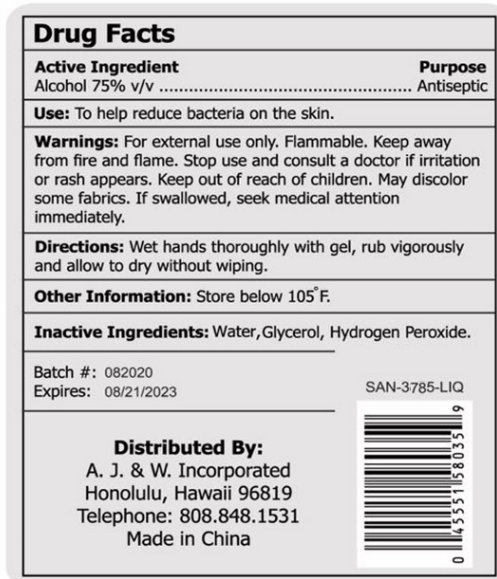 Drug Facts
Active Ingredient Purpose
Alcohol 75% v/v ................................................... Antiseptic
Use: To help reduce bacteria on the skin.
Warnings: For external use only. Flammable. Keep away
from fire and flame. Stop use and consult a doctor if irritation
or rash appears. Keep out of reach of children. May discolor
some fabrics. If swallowed, seek medical attention
immediately.
Directions: Wet hands thoroughly with gel, rub vigorously
and allow to dry without wiping.
Other Information: Store below 105°F.
Inactive Ingredients: Water, Glycerol, Hydrogen Peroxide.
Batch #: 082020
Expires: 08/21/2023
SAN-3785-LIQ
0 45551 58035 9
Distributed By:
A. J. & W. Incorporated
Honolulu, Hawaii 96819
Telephone: 808.848.1531
Made in China